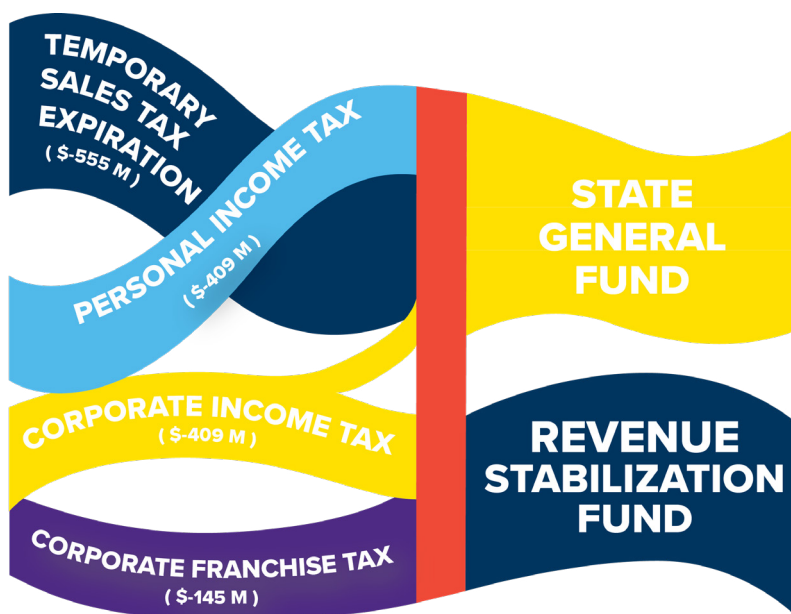 TEMPORARY
SALES TAX
EXPIRATION
( $-555 M )
PERSONAL INCOME TAX
( $-409 M )
CORPORATE INCOME TAX
( $-409 M )
CORPORATE FRANCHISE TAX
( $-145 M )
STATE
GENERAL
FUND
REVENUE
STABILIZATION
FUND